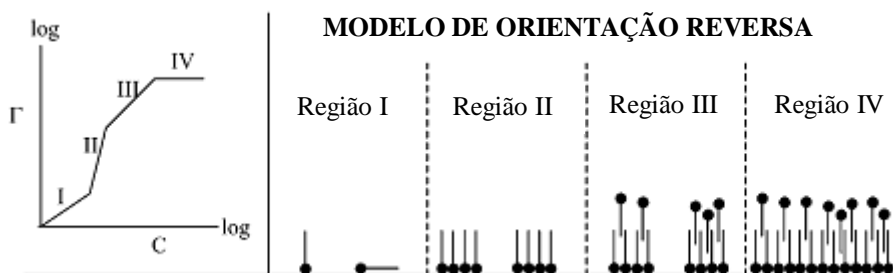 log
Γ
I
II
III
IV
C
log
MODELO DE ORIENTAÇÃO REVERSA
Região I
Região II
Região III
Região IV